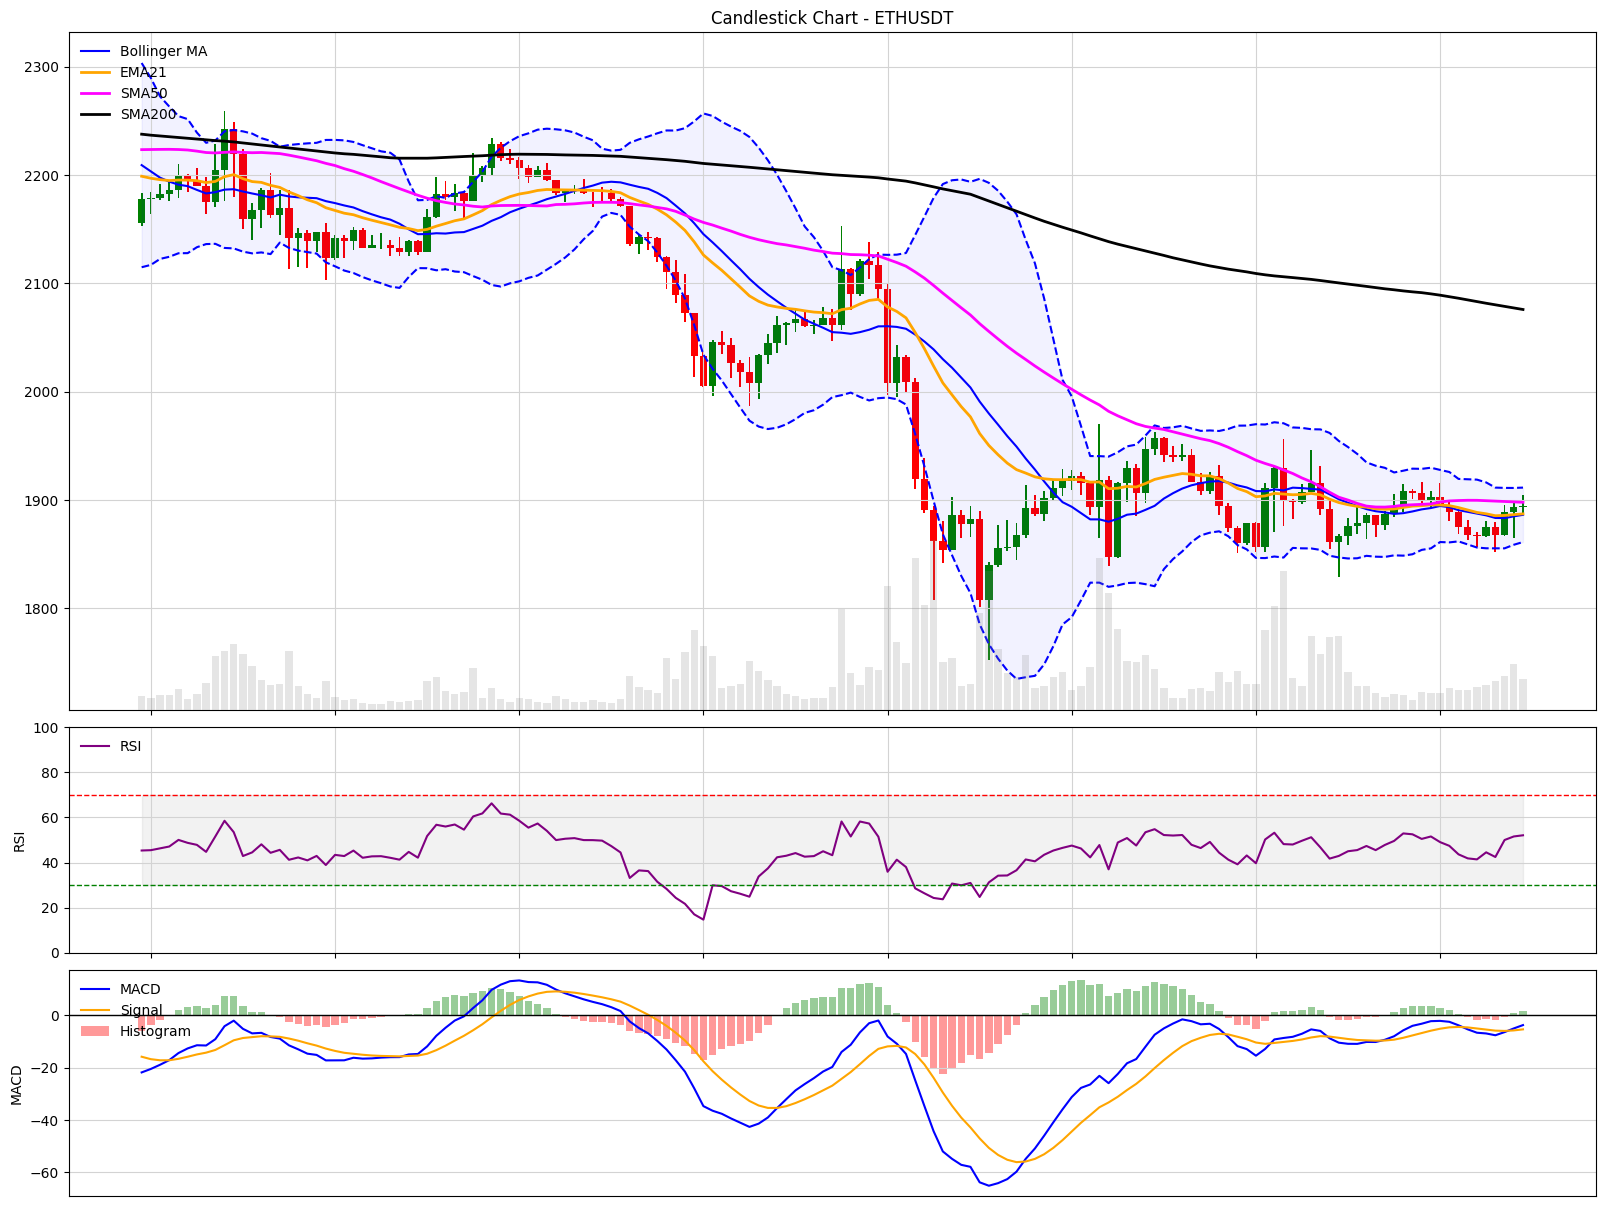 Candlestick Chart - ETHUSDT
Bollinger MA
EMA21
SMA50
SMA200
2300
2200
2100
2000
1900
1800
RSI
100
80
60
40
20
0
RSI
MACD
Signal
Histogram
0
−20
−40
−60
MACD